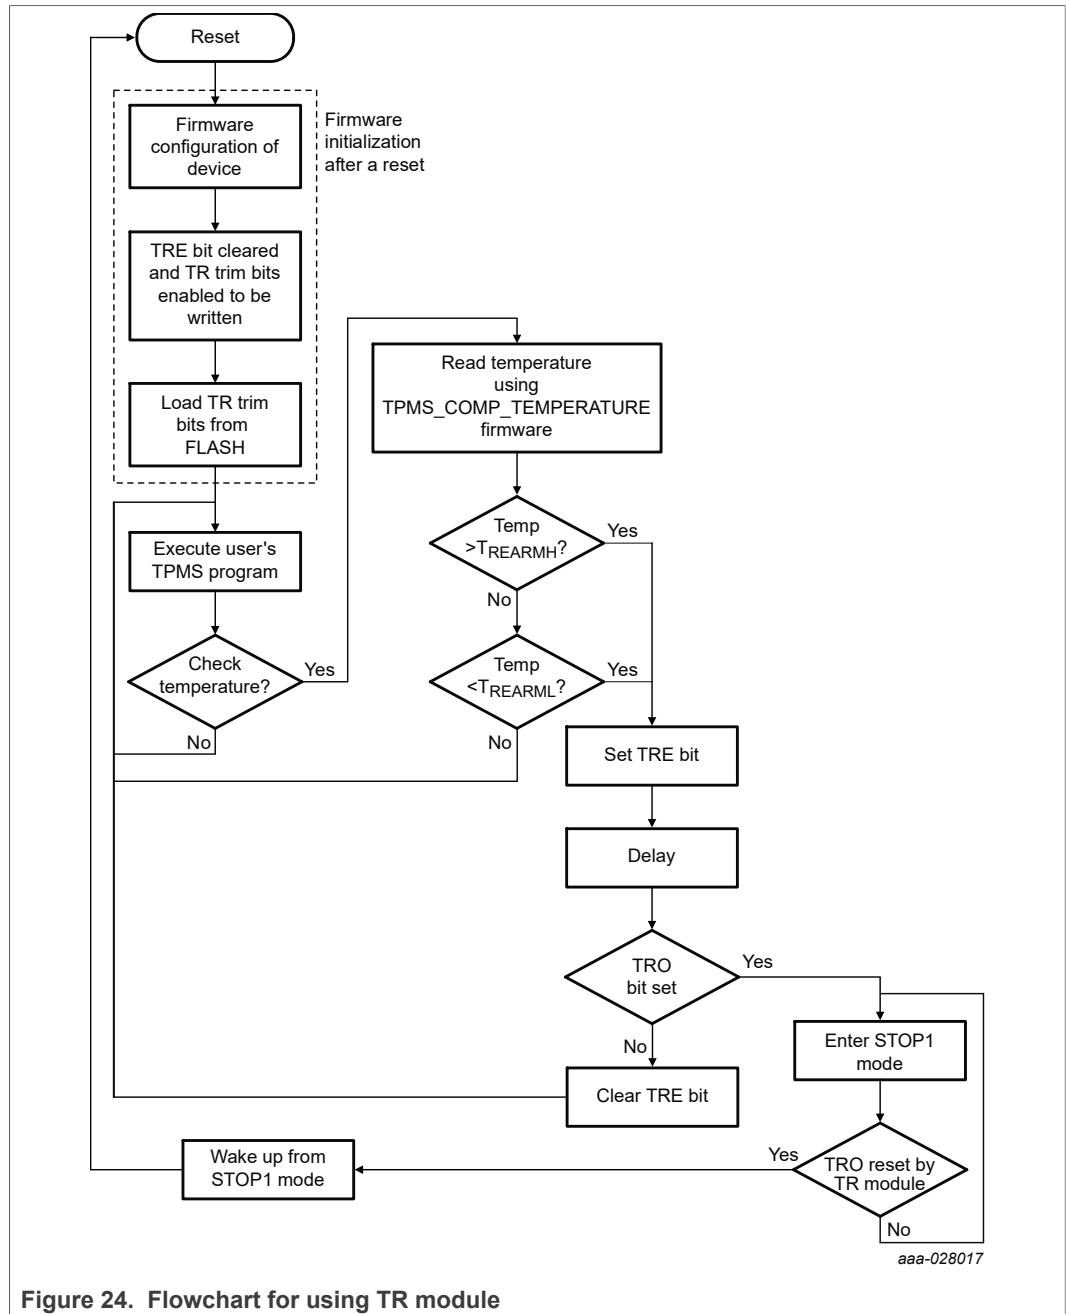 Reset
Firmware
configuration of
device
Firmware
initialization
after a reset
TRE bit cleared
and TR trim bits
enabled to be
written
Load TR trim
bits from
FLASH
Execute user's
TPMS program
Check
temperature?
Yes
No
Read temperature
using
TPMS_COMP_TEMPERATURE
firmware
Temp
>TREARMH?
Yes
No
Temp
<TREARML?
Yes
No
Set TRE bit
Delay
TRO
bit set
Yes
No
Clear TRE bit
Enter STOP1
mode
TRO reset by
TR module
Yes
No
Wake up from
STOP1 mode
aaa-028017
Figure 24. Flowchart for using TR module